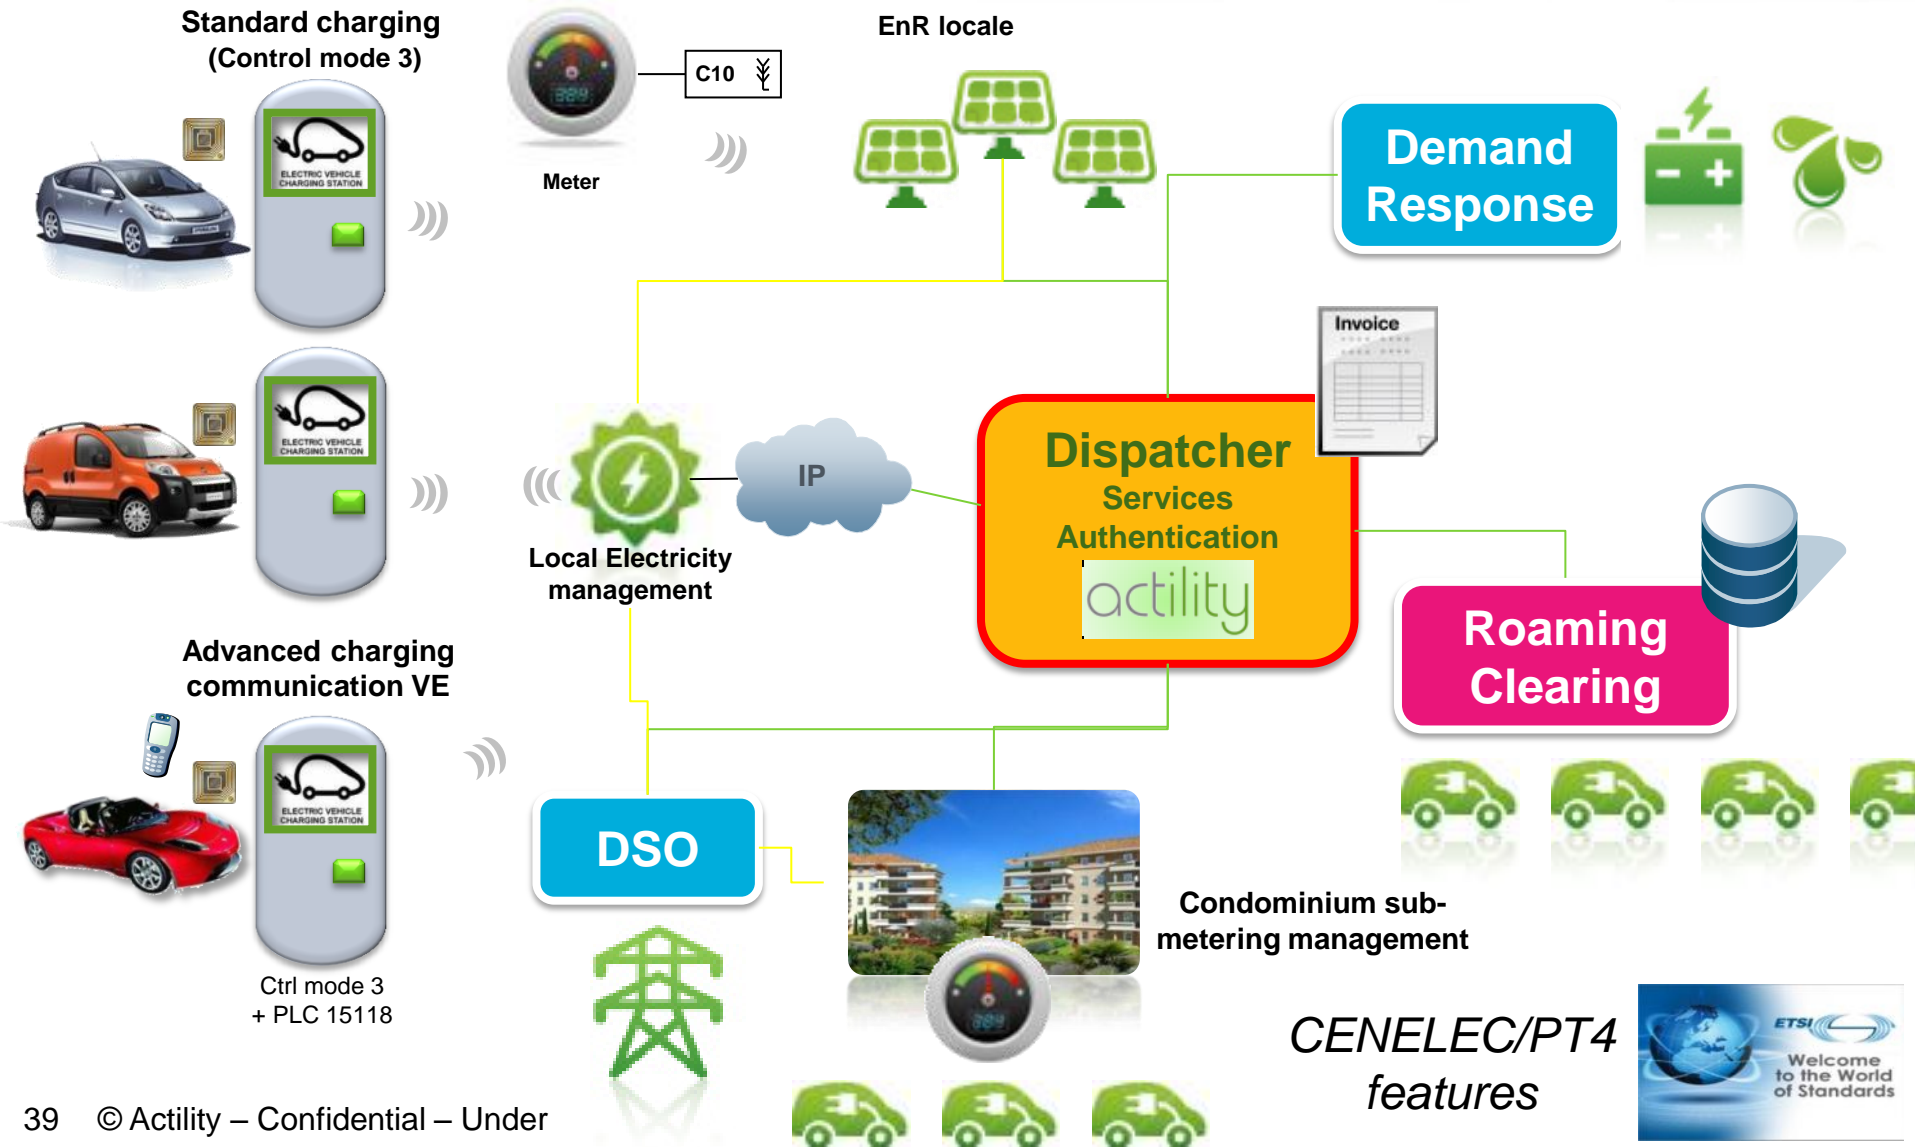 Standard charging
(Control mode 3)
EnR locale
C10
Meter
Demand
Response
ELECTRIC VEHICLE
CHARGING STATION
Invoice
ELECTRIC VEHICLE
CHARGING STATION
IP
Dispatcher
Services
Authentication
actility
Local Electricity
management
Roaming
Clearing
Advanced charging
communication VE
ELECTRIC VEHICLE
CHARGING STATION
DSO
Condominium sub-
metering management
Ctrl mode 3
+ PLC 15118
CENELEC/PT4
features
ETSI
Welcome
to the World
of Standards
39 © Actility – Confidential – Under